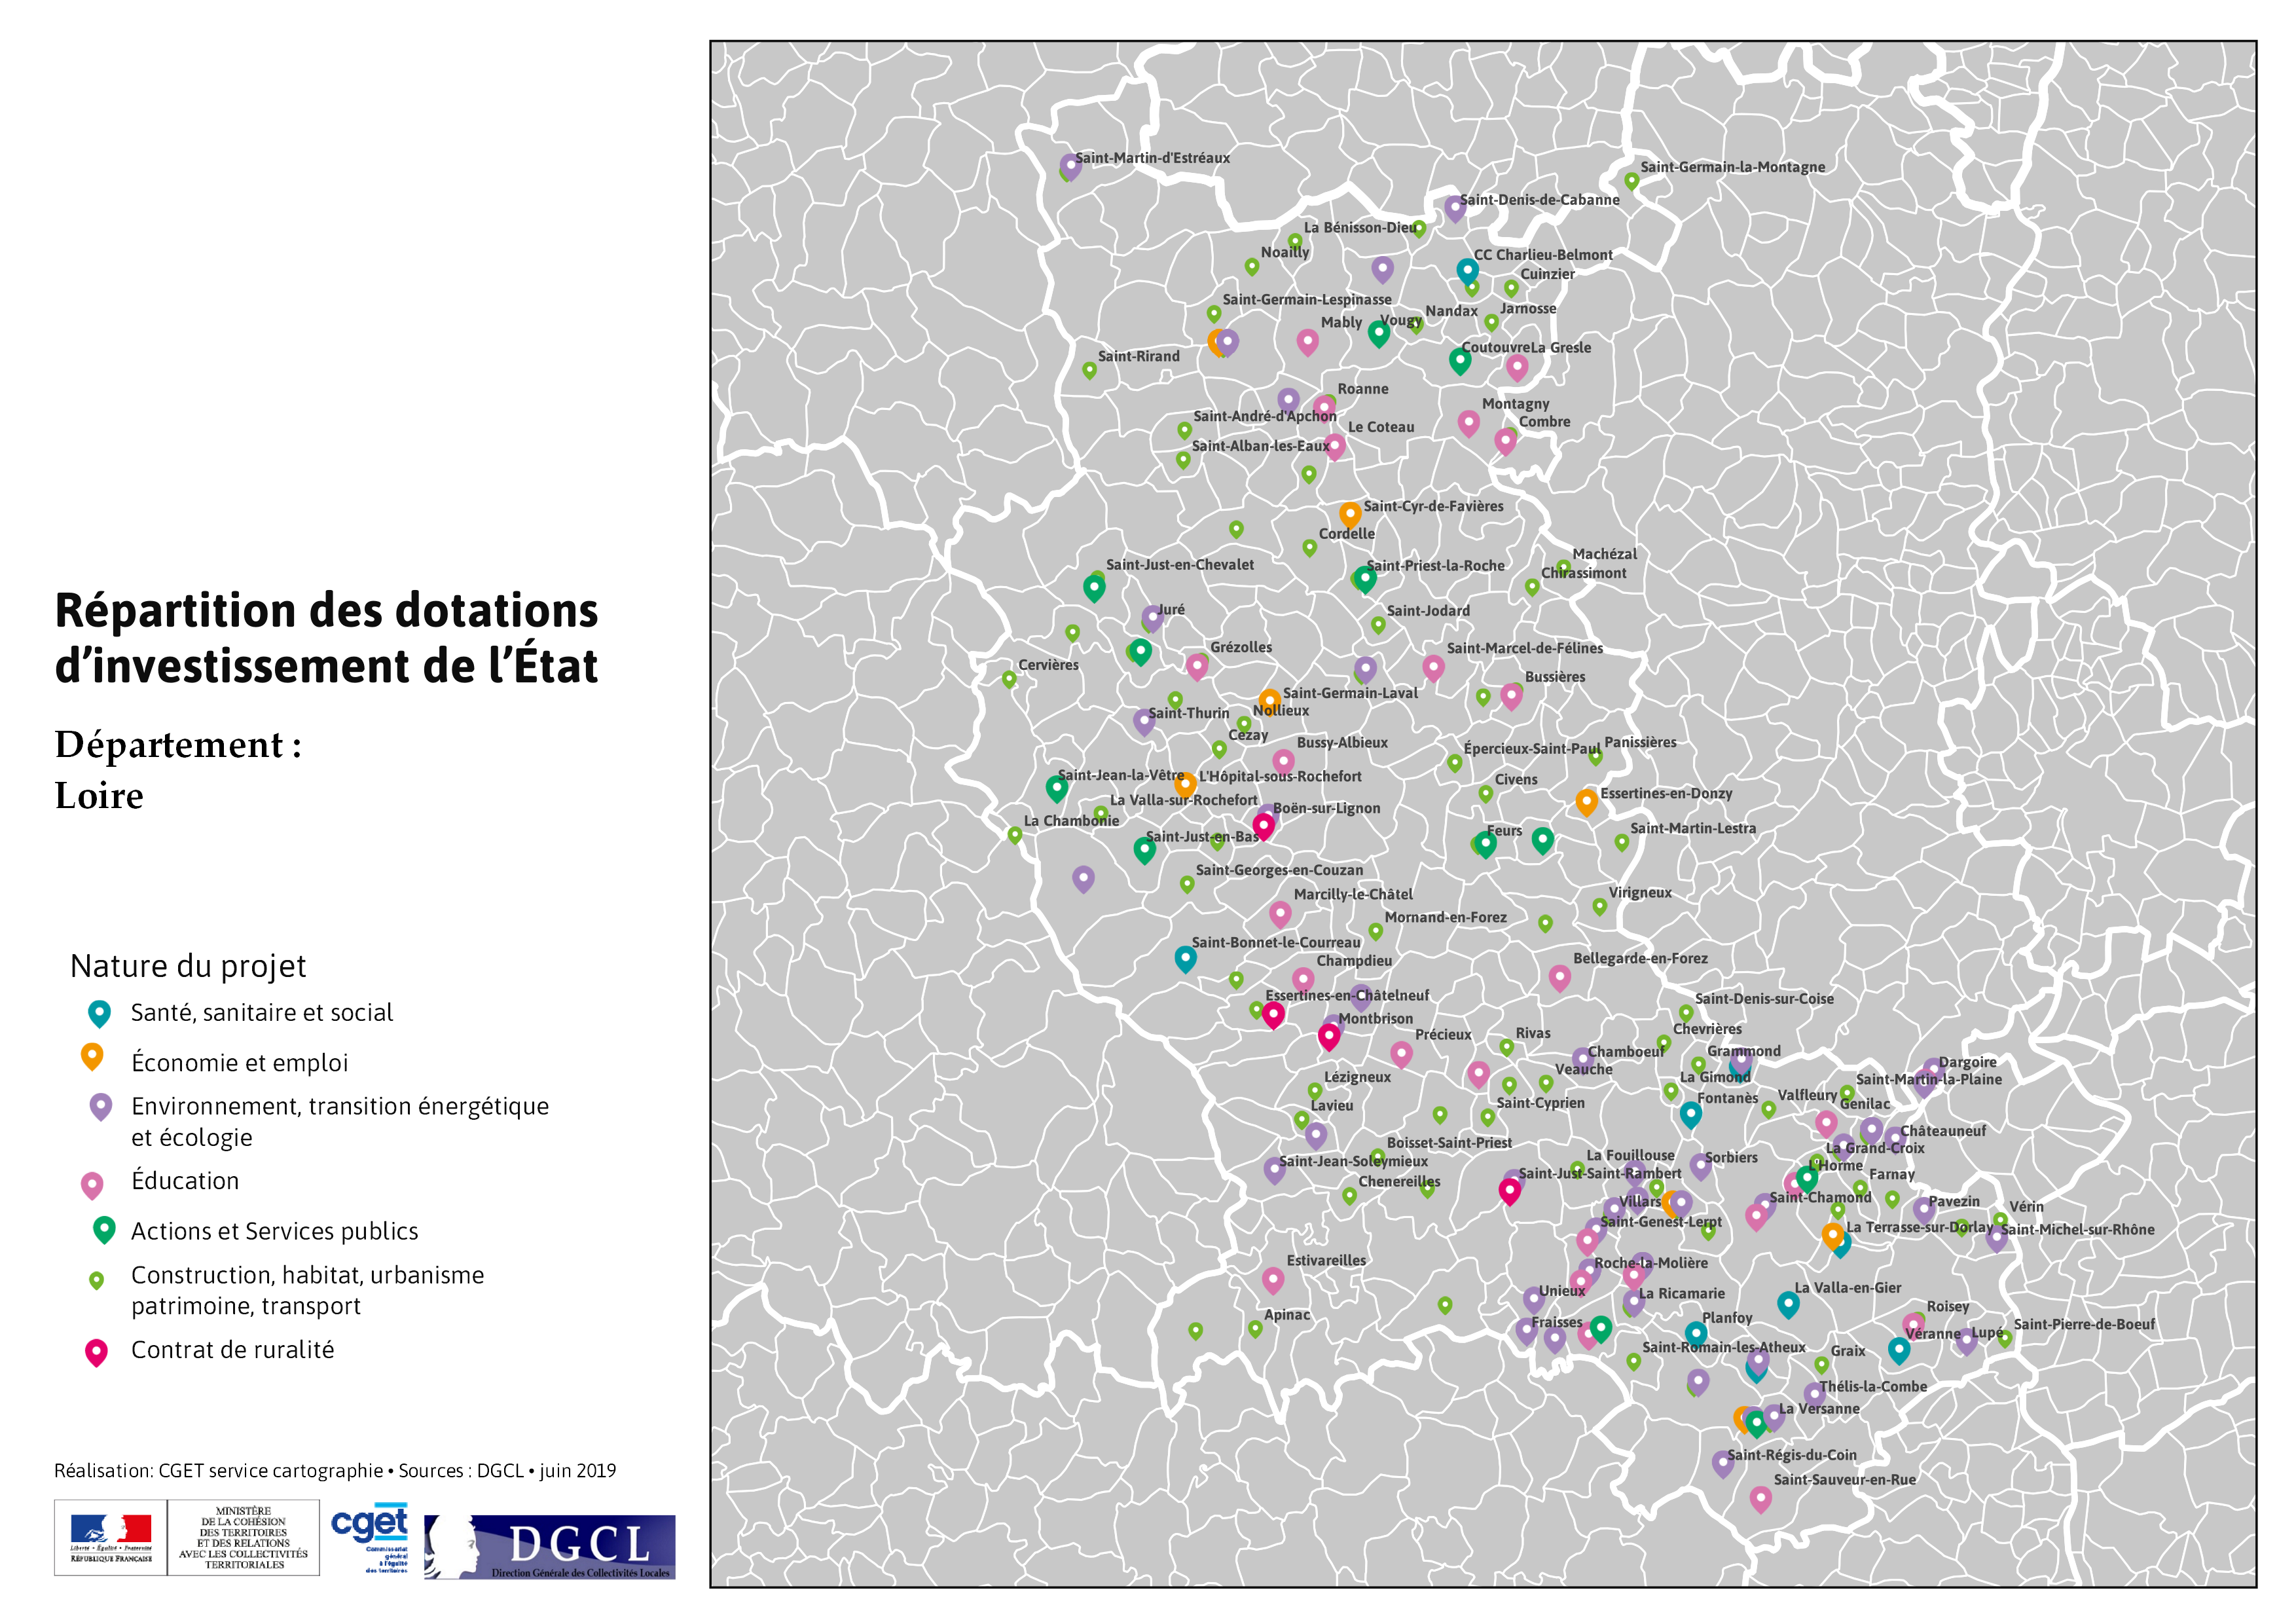 Répartition des dotations
d'investissement de l'État
Département :
Loire
Nature du projet
Santé, sanitaire et social
Économie et emploi
Environnement, transition énergétique
et écologie
Éducation
Actions et Services publics
Construction, habitat, urbanisme
patrimoine, transport
Contrat de ruralité
Réalisation: CGET service cartographie • Sources : DGCL • juin 2019
Liberté • Égalité • Fraternité
RÉPUBLIQUE FRANÇAISE
MINISTÈRE
DE LA COHÉSION
DES TERRITOIRES
ET DES RELATIONS
AVEC LES COLLECTIVITÉS
TERRITORIALES
cget
Commissariat
général
à l'égalité
des territoires
DGCL
Direction Générale des Collectivités Locales
Saint-Martin-d'Estréaux
Saint-Germain-la-Montagne
Saint-Denis-de-Cabanne
La Bénisson-Dieu
Noailly
CC Charlieu-Belmont
Cuinzier
Saint-Germain-Lespinasse
Nandax
Jarnosse
Mably
Vougy
Coutouvre
La Gresle
Saint-Rirand
Roanne
Montagny
Saint-André-d'Apchon
Combre
Le Coteau
Saint-Alban-les-Eaux
Saint-Cyr-de-Favières
Cordelle
Machézal
Saint-Just-en-Chevalet
Saint-Priest-la-Roche
Chirassimont
Juré
Saint-Jodard
Grézolles
Saint-Marcel-de-Félines
Cervières
Bussières
Saint-Germain-Laval
Nollieux
Saint-Thurin
Cezay
Bussy-Albieux
Épercieux-Saint-Paul
Panissières
Saint-Jean-la-Vêtre
L'Hôpital-sous-Rochefort
Civens
Essertines-en-Donzy
La Valla-sur-Rochefort
Boën-sur-Lignon
La Chambonie
Saint-Just-en-Bas
Feurs
Saint-Martin-Lestra
Saint-Georges-en-Couzan
Marcilly-le-Châtel
Virigneux
Mornand-en-Forez
Saint-Bonnet-le-Courreau
Champdieu
Bellegarde-en-Forez
Essertines-en-Châtelneuf
Saint-Denis-sur-Coise
Montbrison
Chevrières
Précieux
Rivas
Chamboeuf
Grammond
Dargoire
Veauche
Lézigneux
La Gimond
Saint-Martin-la-Plaine
Lavieu
Saint-Cyprien
Fontanès
Valfleury
Genilac
Châteauneuf
Boisset-Saint-Priest
La Grand-Croix
La Fouillouse
Sorbiers
Saint-Jean-Soleymieux
L'Horme
Saint-Just-Saint-Rambert
Farnay
Chenereilles
Saint-Chamond
Villars
Pavezin
Vérin
Saint-Genest-Lerpt
La Terrasse-sur-Dorlay
Saint-Michel-sur-Rhône
Estivareilles
Roche-la-Molière
La Valla-en-Gier
Unieux
La Ricamarie
Roisey
Apinac
Planfoy
Fraisses
Véranne
Lupé
Saint-Pierre-de-Boeuf
Saint-Romain-les-Atheux
Graix
Thélis-la-Combe
La Versanne
Saint-Régis-du-Coin
Saint-Sauveur-en-Rue